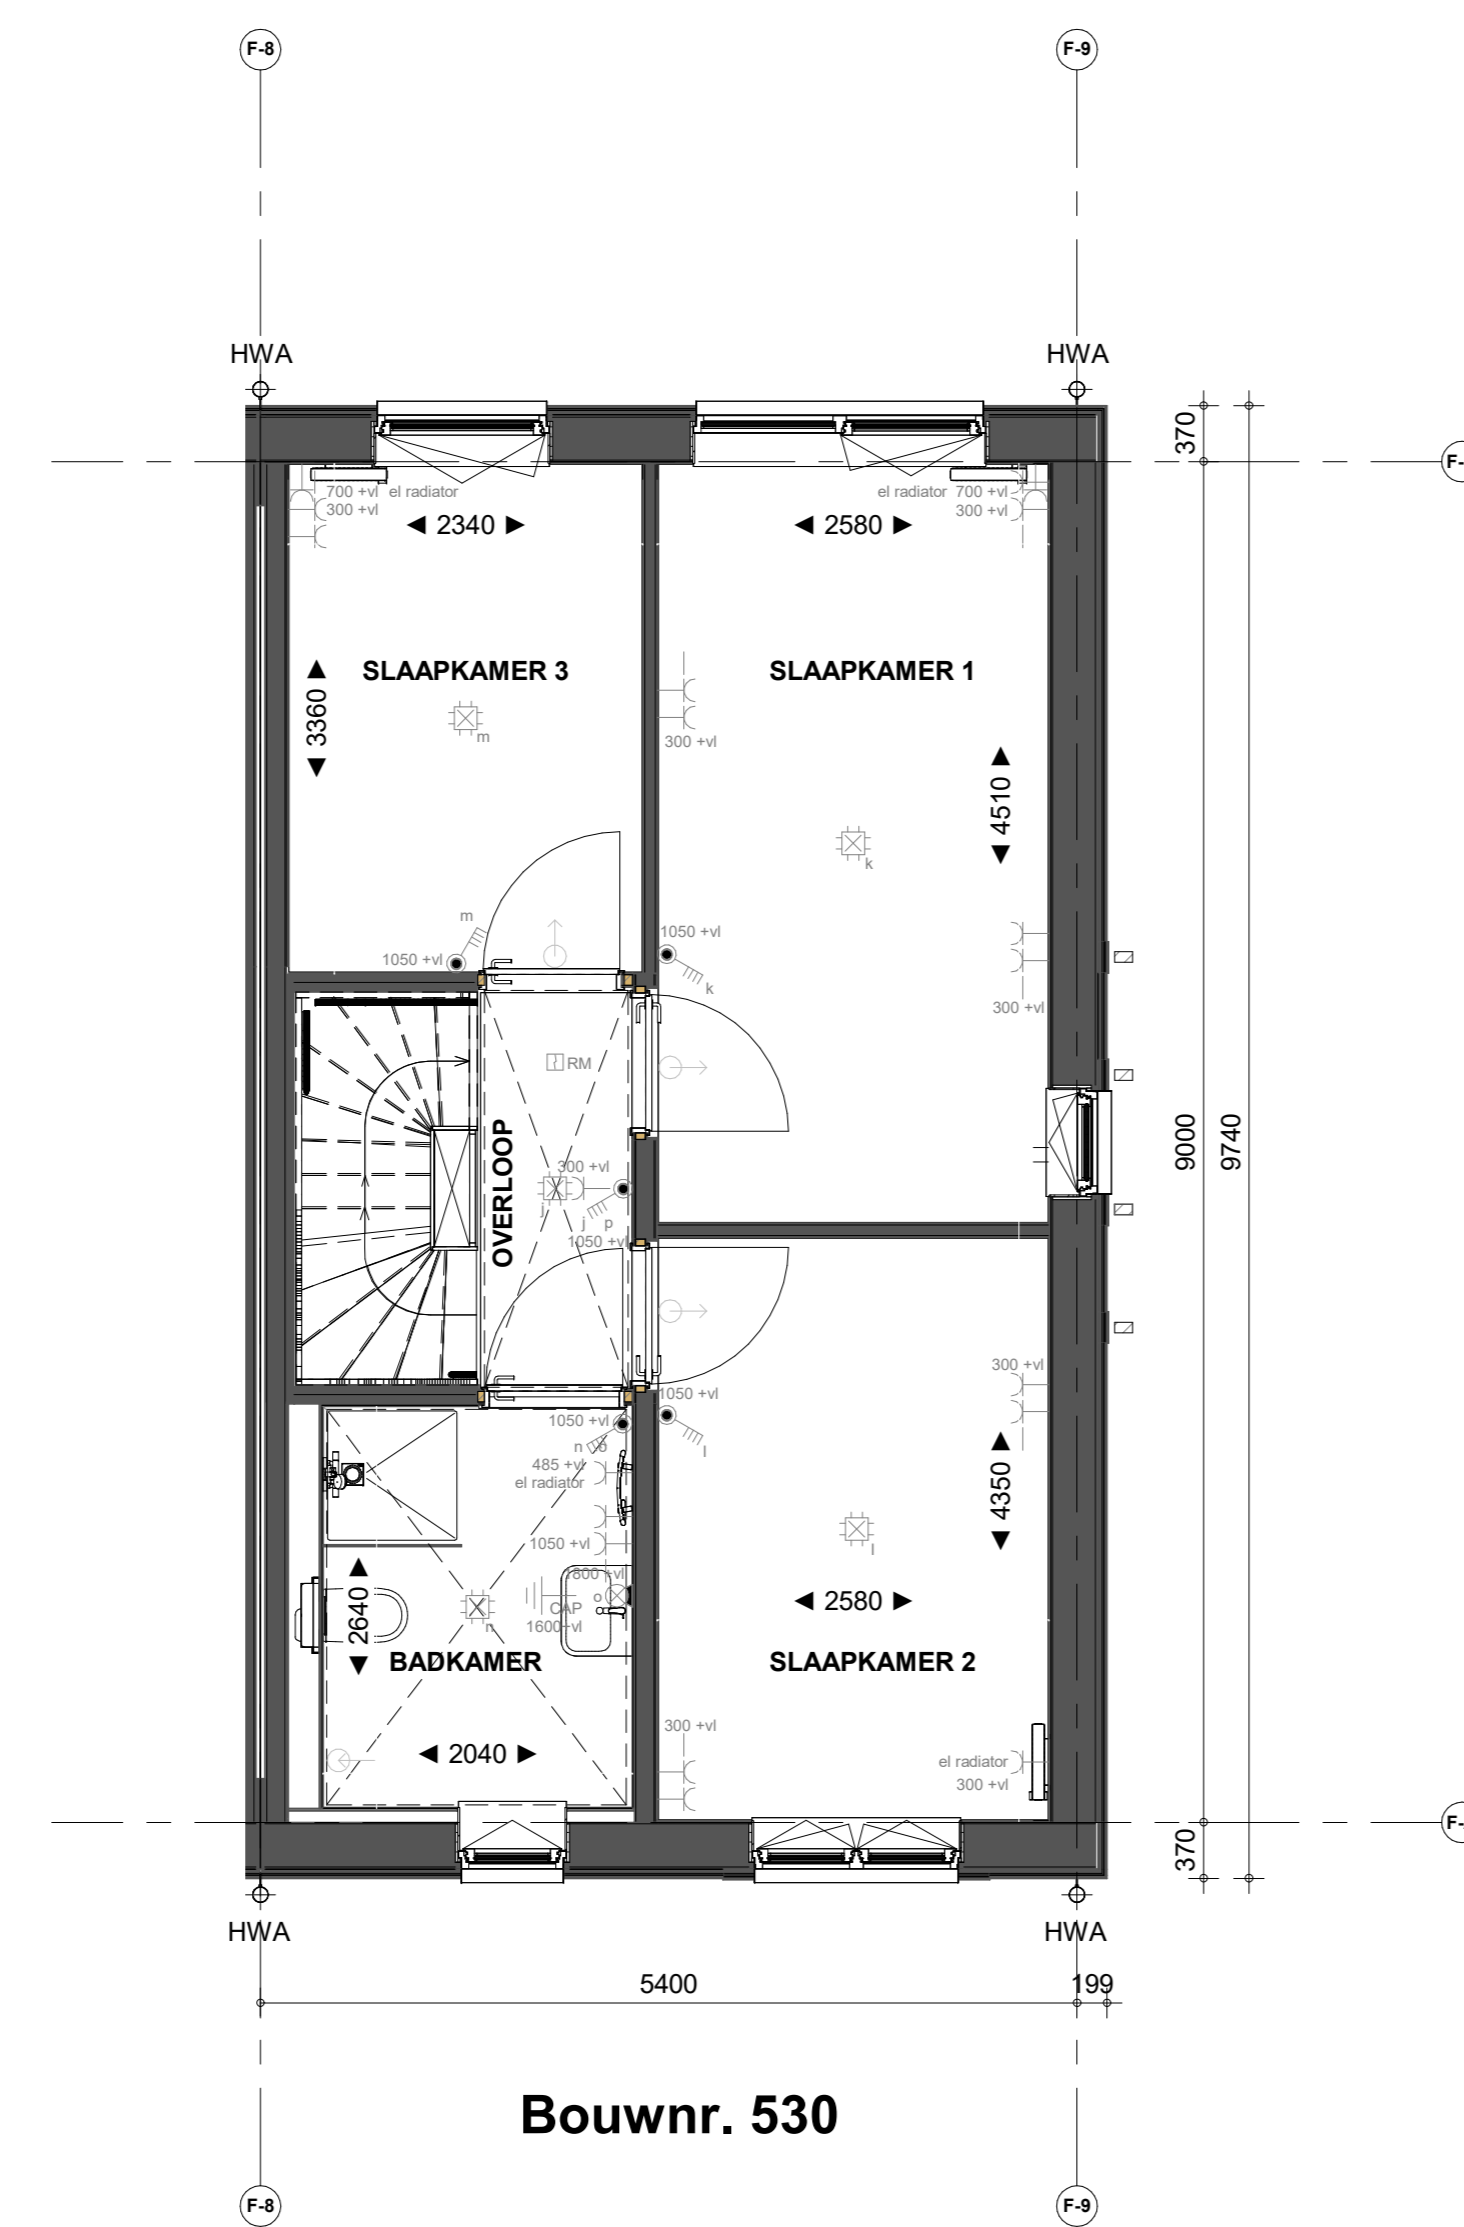 F-8
F-9
HWA
HWA
370
F-
700 +vl
el radiator
el radiator
700 +vl
300 +vl
300 +vl
◄ 2340 ►
◄ 2580 ►
SLAAPKAMER 3
SLAAPKAMER 1
◄ 3360 ►
m
300 +vl
◄ 4510 ►
k
m
1050 +vl
1050 +vl
k
300 +vl
RM
OVERLOOP
300 +vl
j
j
p
1050 +vl
9000
9740
300 +vl
1050 +vl
1050 +vl
n
o
l
485 +vl
el radiator
◄ 4350 ►
1050 +vl
l
1800 +vl
◄ 2640 ►
o
CAP
n
1600+vl
◄ 2580 ►
BADKAMER
SLAAPKAMER 2
300 +vl
◄ 2040 ►
el radiator
300 +vl
F-
370
HWA
HWA
5400
199
Bouwnr. 530
F-8
F-9